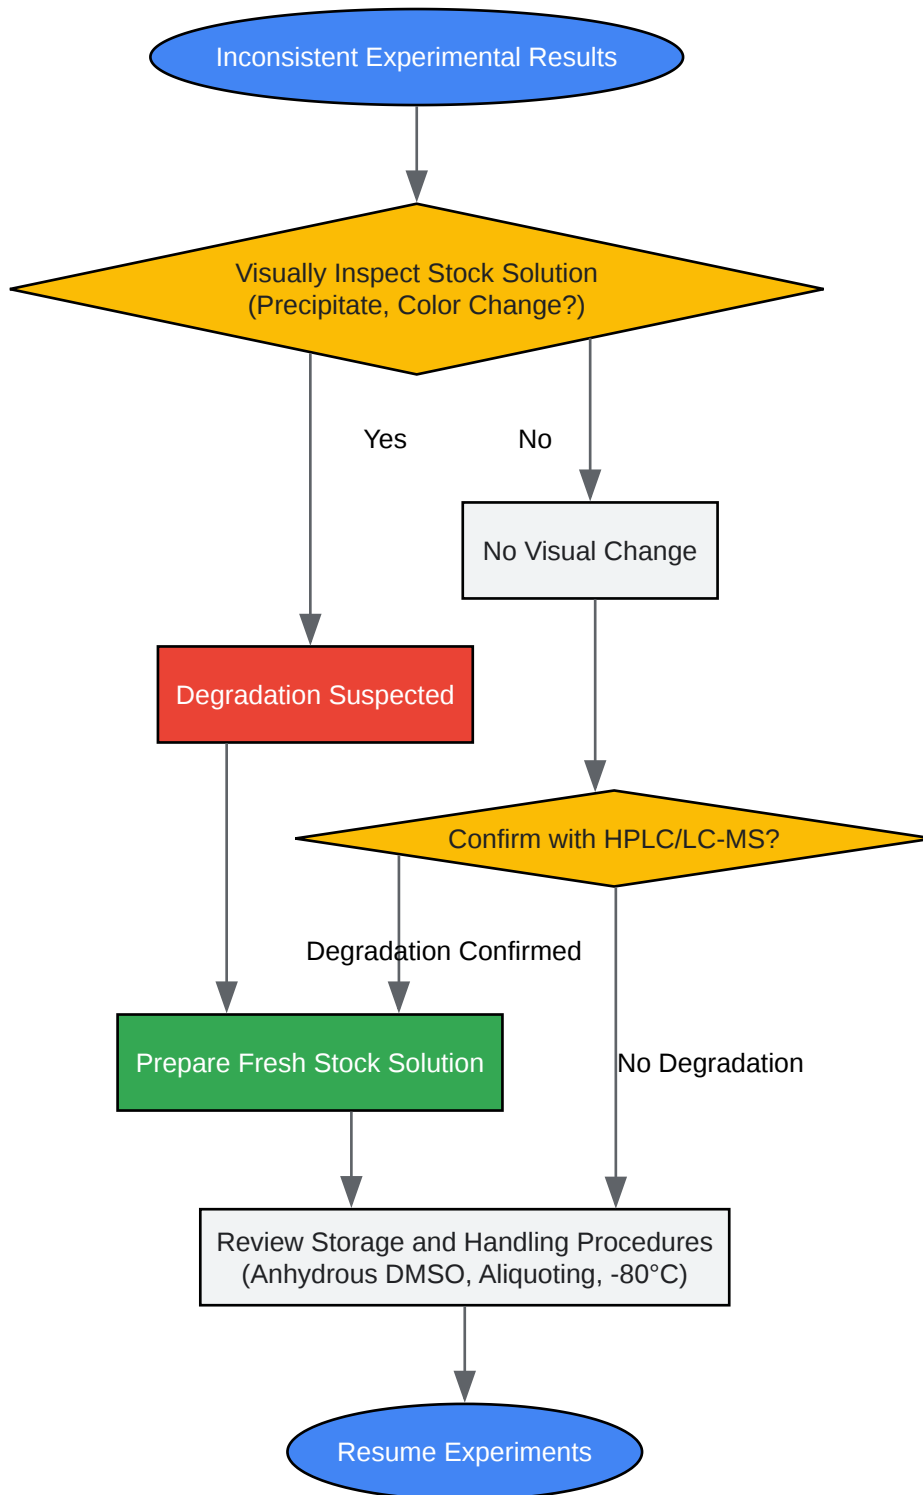 Inconsistent Experimental Results
Visually Inspect Stock Solution
(Precipitate, Color Change?)
Yes
No
No Visual Change
Degradation Suspected
Confirm with HPLC/LC-MS?
Degradation Confirmed
Prepare Fresh Stock Solution
No Degradation
Review Storage and Handling Procedures
(Anhydrous DMSO, Aliquoting, -80°C)
Resume Experiments